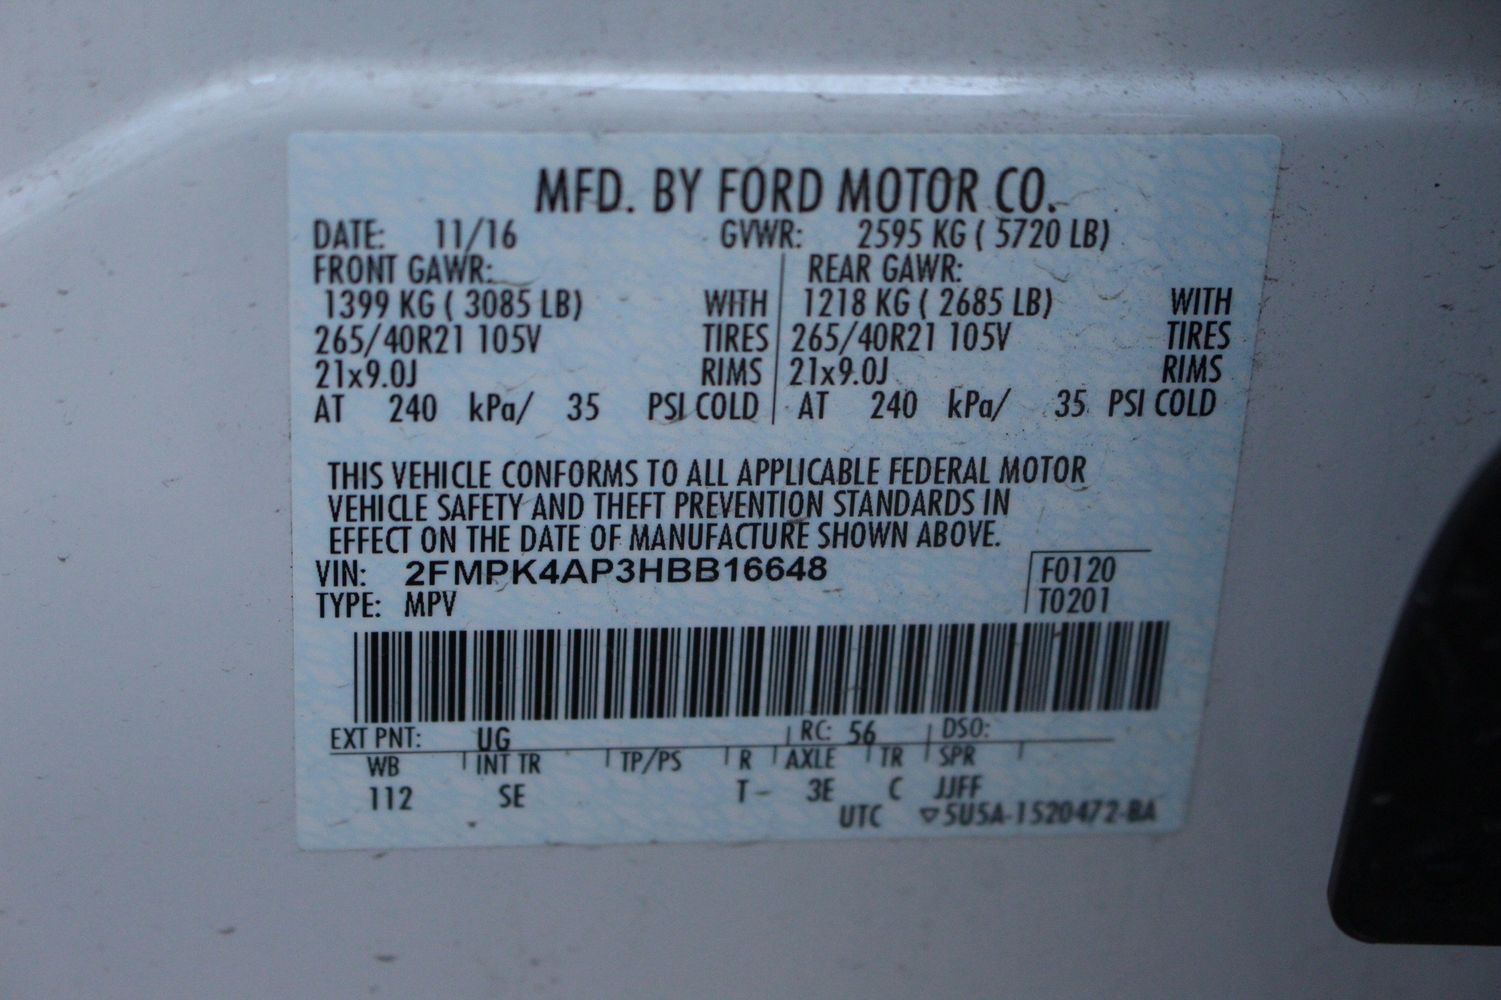 MFD. BY FORD MOTOR CO.
DATE: 11/16 GVWR: 2595 KG ( 5720 LB)
FRONT GAWR: REAR GAWR:
1399 KG ( 3085 LB) WITH 1218 KG ( 2685 LB) WITH
265/40R21 105V TIRES 265/40R21 105V TIRES
21x9.0J RIMS 21x9.0J RIMS
AT 240 kPa/ 35 PSI COLD AT 240 kPa/ 35 PSI COLD
THIS VEHICLE CONFORMS TO ALL APPLICABLE FEDERAL MOTOR
VEHICLE SAFETY AND THEFT PREVENTION STANDARDS IN
EFFECT ON THE DATE OF MANUFACTURE SHOWN ABOVE.
VIN: 2FMPK4AP3HBB16648 F0120
TYPE: MPV T0201
EXT PNT: UG RC: 56 DSO:
WB INT TR TP/PS R AXLE TR SPR
112 SE T- 3E C JJFF
UTC ▽5U5A-1520472-BA